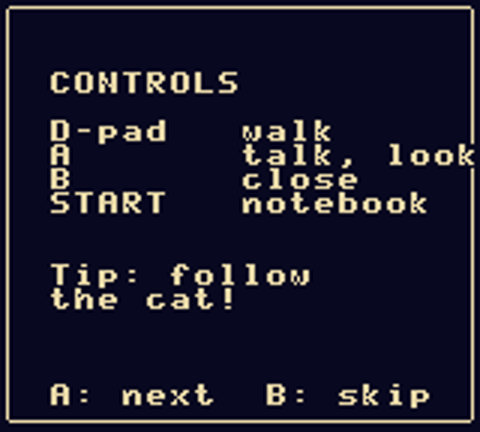 CONTROLS
D-pad walk
A talk, look
B close
START notebook
Tip: follow
the cat!
A: next B: skip